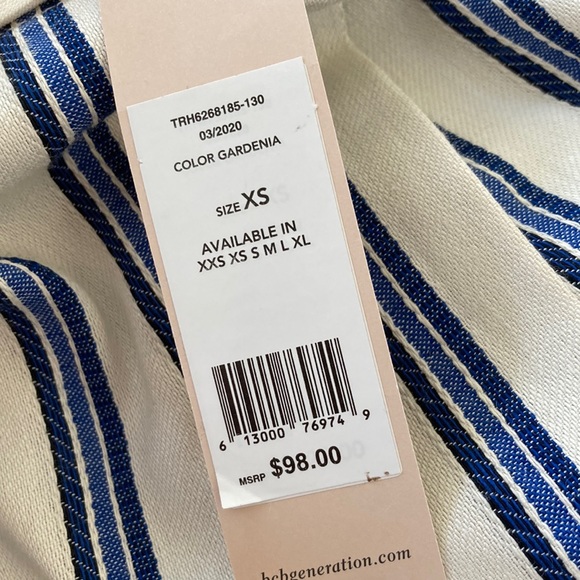 TRH6268185-130
03/2020
COLOR GARDENIA
SIZE XS
AVAILABLE IN
XXS XS S M L XL
6 13000 76974 9
MSRP $98.00
bcbgeneration.com